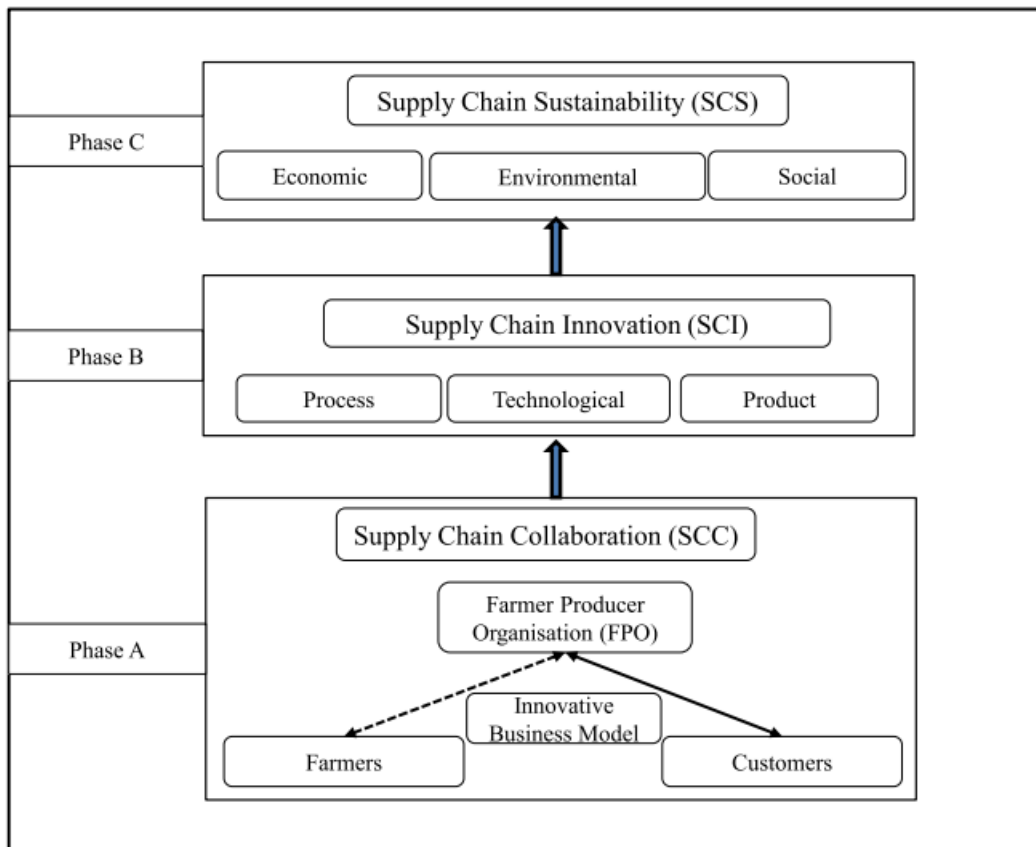 Supply Chain Sustainability (SCS)
Phase C
Economic
Environmental
Social
Supply Chain Innovation (SCI)
Phase B
Process
Technological
Product
Supply Chain Collaboration (SCC)
Farmer Producer
Organisation (FPO)
Phase A
Innovative
Business Model
Farmers
Customers